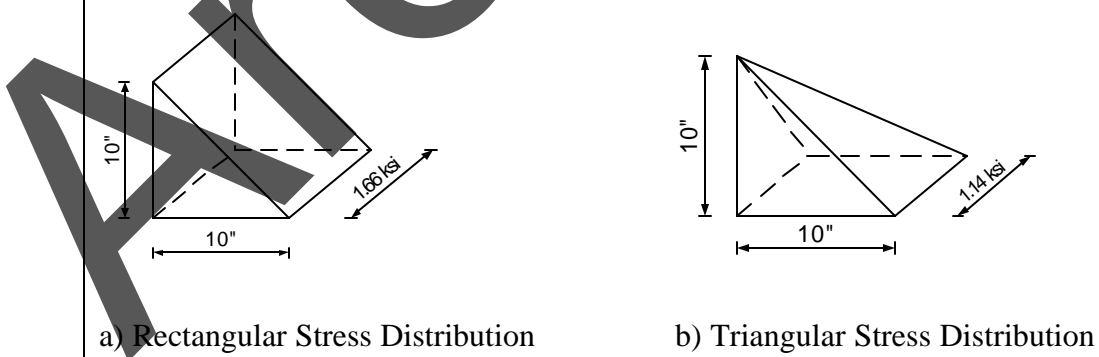 10"
10"
1.66 ksi
a) Rectangular Stress Distribution
10"
10"
1.14 ksi
b) Triangular Stress Distribution